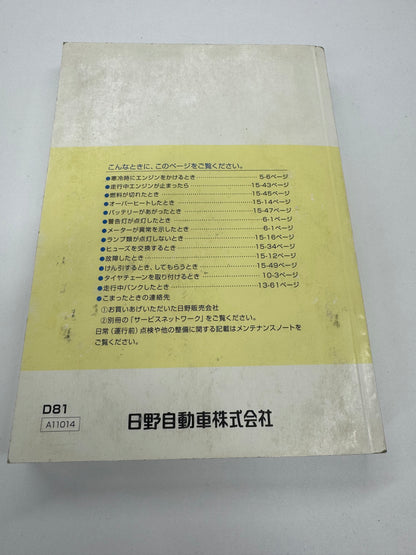 こんなときに、このページをご覧ください。
●寒冷時にエンジンをかけるとき……………5-6ページ
●走行中エンジンが止まったら……………15-43ページ
●燃料が切れたとき……………15-45ページ
●オーバーヒートしたとき……………15-14ページ
●バッテリーがあがったとき……………15-47ページ
●警告灯が点灯したとき……………6-1ページ
●メーターが異常を示したとき……………6-1ページ
●ランプ類が点灯しないとき……………15-16ページ
●ヒューズを交換するとき……………15-34ページ
●故障したとき……………15-12ページ
●けん引するとき、してもらうとき……………15-49ページ
●タイヤチェーンを取り付けるとき……………10-3ページ
●走行中パンクしたとき……………13-61ページ
●こまったときの連絡先
①お買いあげいただいた日野販売会社
②別冊の「サービスネットワーク」をご覧ください。
日常(運行前)点検や他の整備に関する記載はメンテナンスノートを
ご覧ください。
D81
A11014
日野自動車株式会社